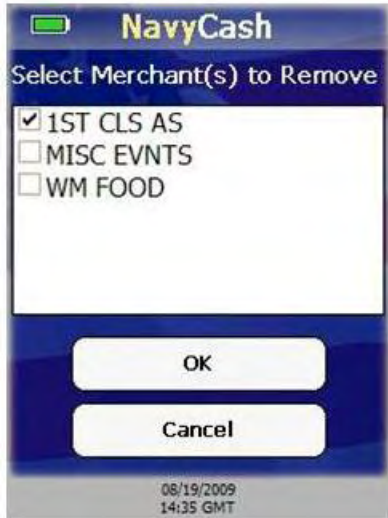 NavyCash
Select Merchant(s) to Remove
1ST CLS AS
MISC EVNTS
WM FOOD
OK
Cancel
08/19/2009
14:35 GMT